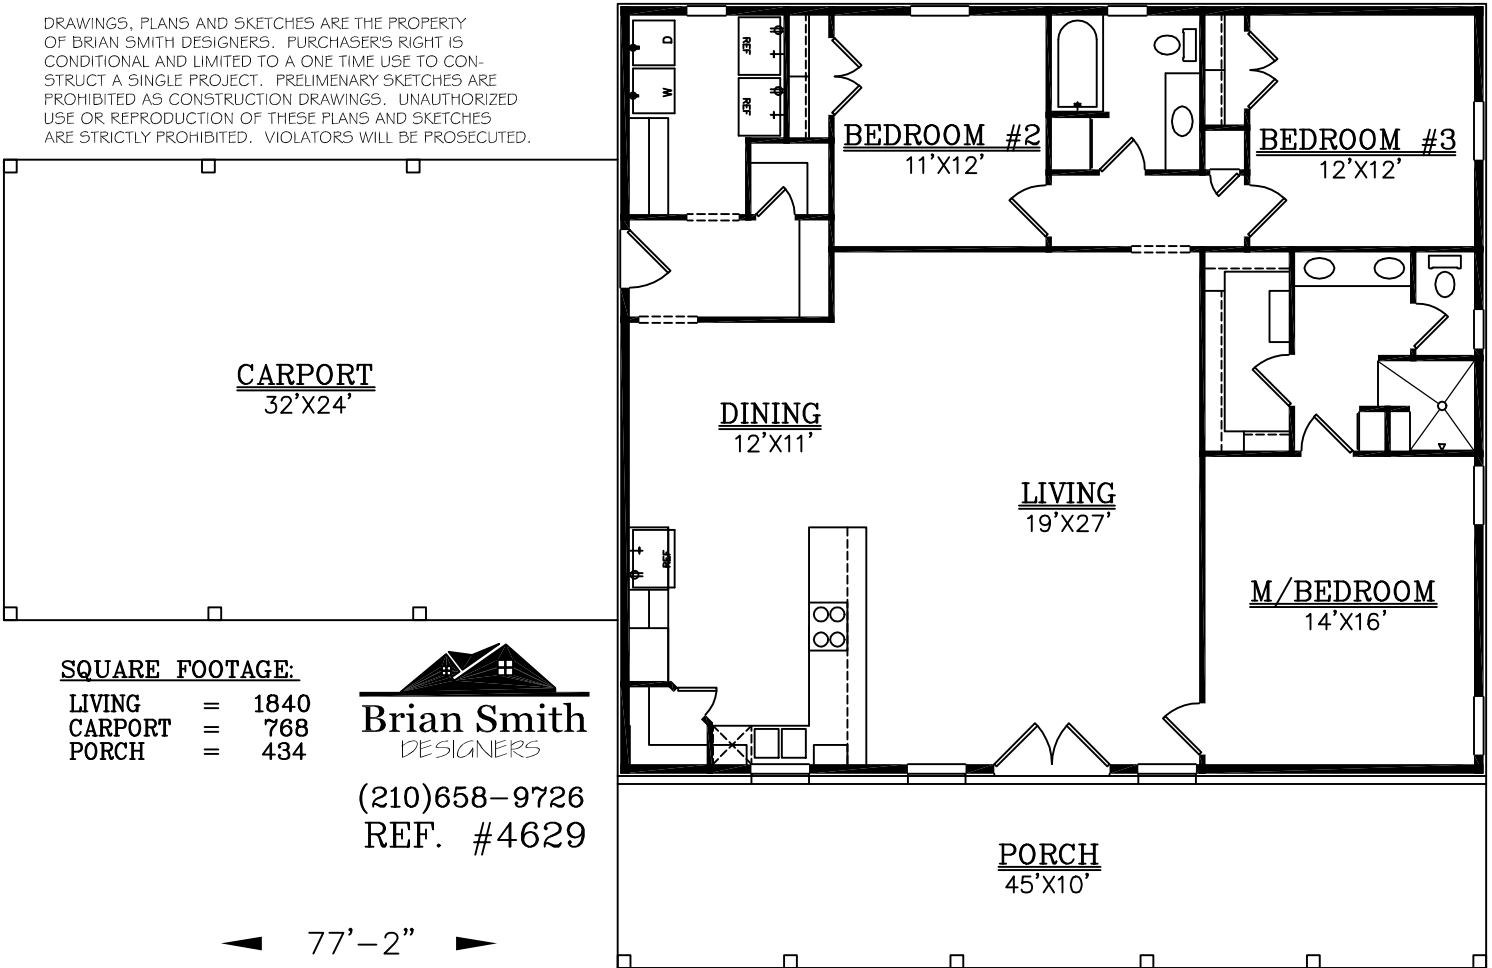 DRAWINGS, PLANS AND SKETCHES ARE THE PROPERTY
OF BRIAN SMITH DESIGNERS.  PURCHASER'S RIGHT IS
CONDITIONAL AND LIMITED TO A ONE TIME USE TO CON-
STRUCT A SINGLE PROJECT.  PRELIMENARY SKETCHES ARE
PROHIBITED AS CONSTRUCTION DRAWINGS.  UNAUTHORIZED
USE OR REPRODUCTION OF THESE PLANS AND SKETCHES
ARE STRICTLY PROHIBITED.  VIOLATORS WILL BE PROSECUTED.
D
W
REF
REF
BEDROOM #2
11'X12'
BEDROOM #3
12'X12'
CARPORT
32'X24'
DINING
12'X11'
LIVING
19'X27'
REF
M/BEDROOM
14'X16'
SQUARE FOOTAGE:
LIVING = 1840
CARPORT = 768
PORCH = 434
Brian Smith
DESIGNERS
(210)658-9726
REF. #4629
PORCH
45'X10'
77'-2"